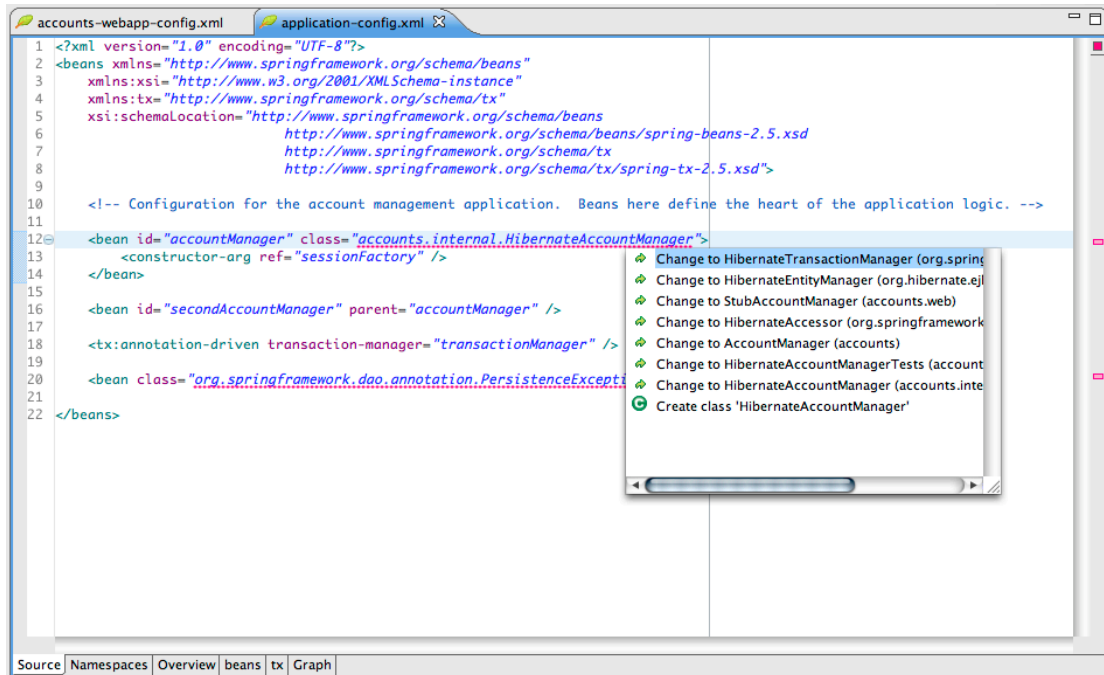 accounts-webapp-config.xml
application-config.xml
1 <?xml version="1.0" encoding="UTF-8"?>
2 <beans xmlns="http://www.springframework.org/schema/beans"
3 xmlns:xsi="http://www.w3.org/2001/XMLSchema-instance"
4 xmlns:tx="http://www.springframework.org/schema/tx"
5 xsi:schemaLocation="http://www.springframework.org/schema/beans
6 http://www.springframework.org/schema/beans/spring-beans-2.5.xsd
7 http://www.springframework.org/schema/tx
8 http://www.springframework.org/schema/tx/spring-tx-2.5.xsd">
9
10 <!-- Configuration for the account management application.  Beans here define the heart of the application logic. -->
11
12 <bean id="accountManager" class="accounts.internal.HibernateAccountManager">
13 <constructor-arg ref="sessionFactory" />
14 </bean>
15
16 <bean id="secondAccountManager" parent="accountManager" />
17
18 <tx:annotation-driven transaction-manager="transactionManager" />
19
20 <bean class="org.springframework.dao.annotation.PersistenceExcepti
21
22 </beans>
Change to HibernateTransactionManager (org.spring
Change to HibernateEntityManager (org.hibernate.ejl
Change to StubAccountManager (accounts.web)
Change to HibernateAccessor (org.springframework
Change to AccountManager (accounts)
Change to HibernateAccountManagerTests (account
Change to HibernateAccountManager (accounts.inte
Create class 'HibernateAccountManager'
Source Namespaces Overview beans tx Graph